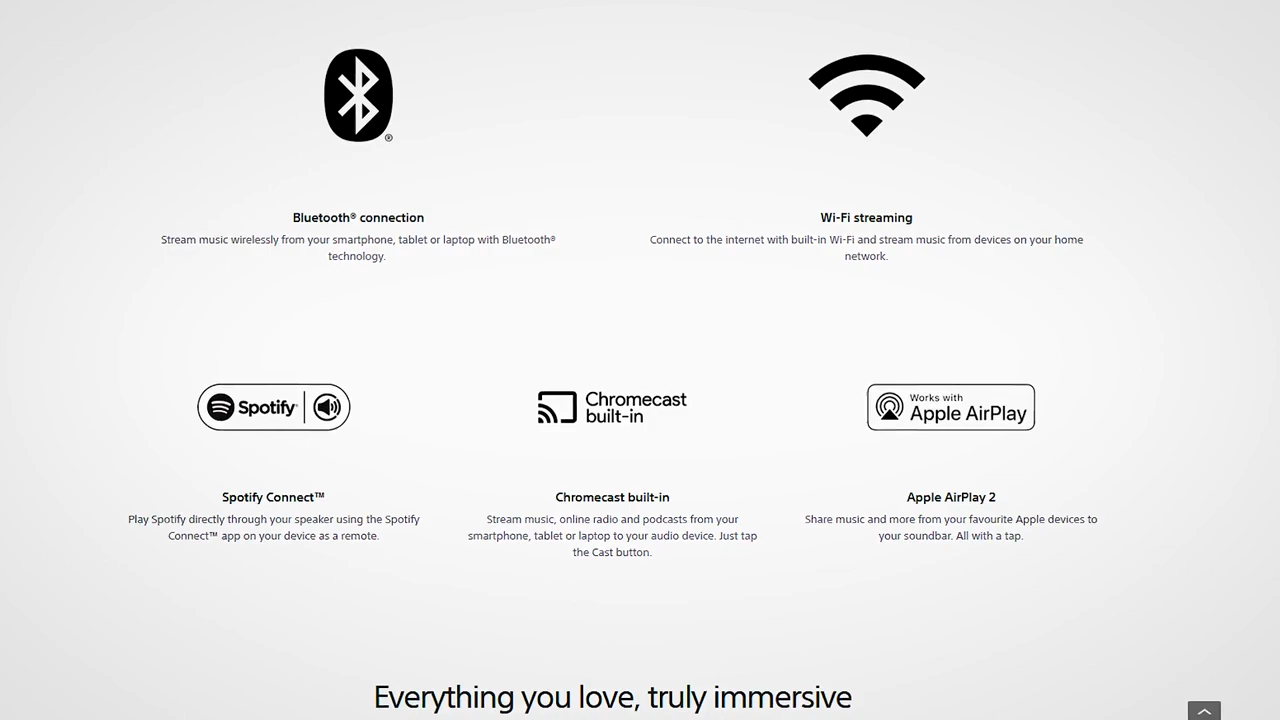 Bluetooth® connection
Stream music wirelessly from your smartphone, tablet or laptop with Bluetooth®
technology.
Wi-Fi streaming
Connect to the internet with built-in Wi-Fi and stream music from devices on your home
network.
Spotify
Chromecast
built-in
Works with
Apple AirPlay
Spotify Connect™
Play Spotify directly through your speaker using the Spotify
Connect™ app on your device as a remote.
Chromecast built-in
Stream music, online radio and podcasts from your
smartphone, tablet or laptop to your audio device. Just tap
the Cast button.
Apple AirPlay 2
Share music and more from your favourite Apple devices to
your soundbar. All with a tap.
Everything you love, truly immersive